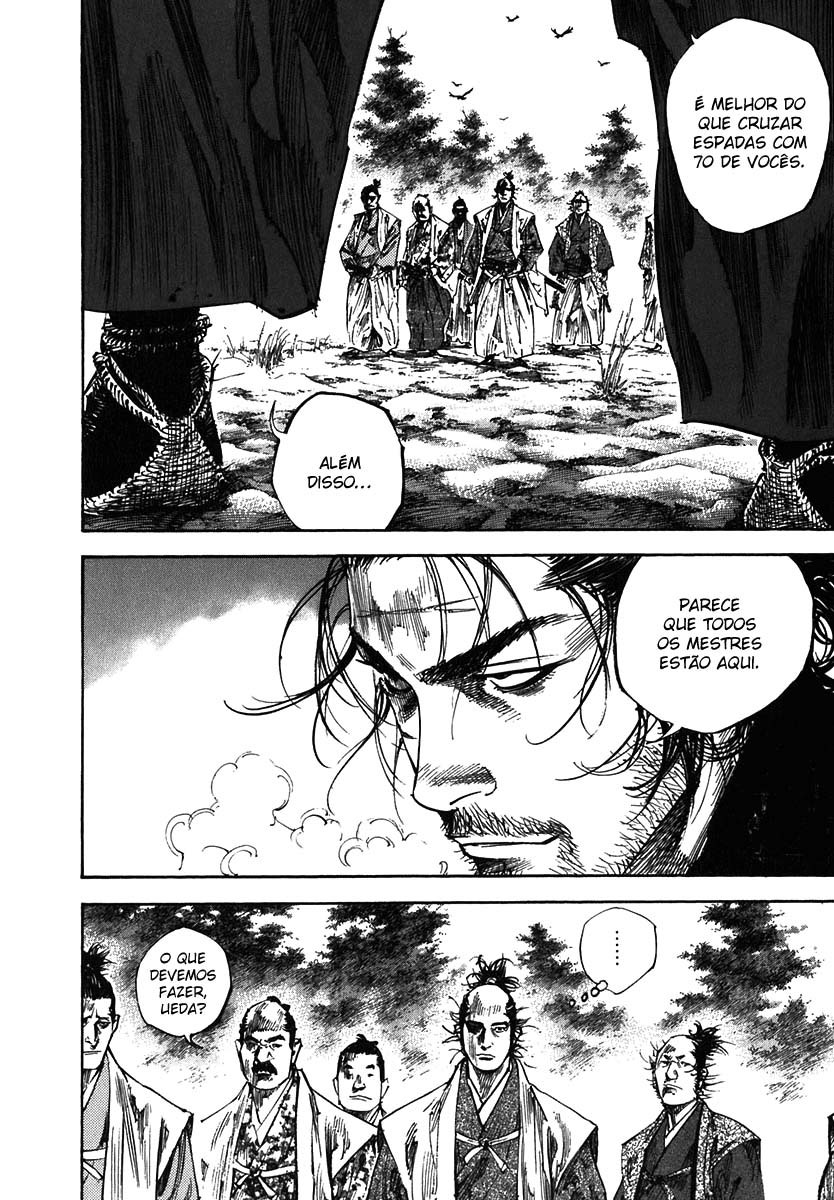 É MELHOR DO
QUE CRUZAR
ESPADAS COM
70 DE VOCÊS.
ALÉM
DISSO...
PARECE
QUE TODOS
OS MESTRES
ESTÃO AQUI.
......
O QUE
DEVEMOS
FAZER,
UEDA?